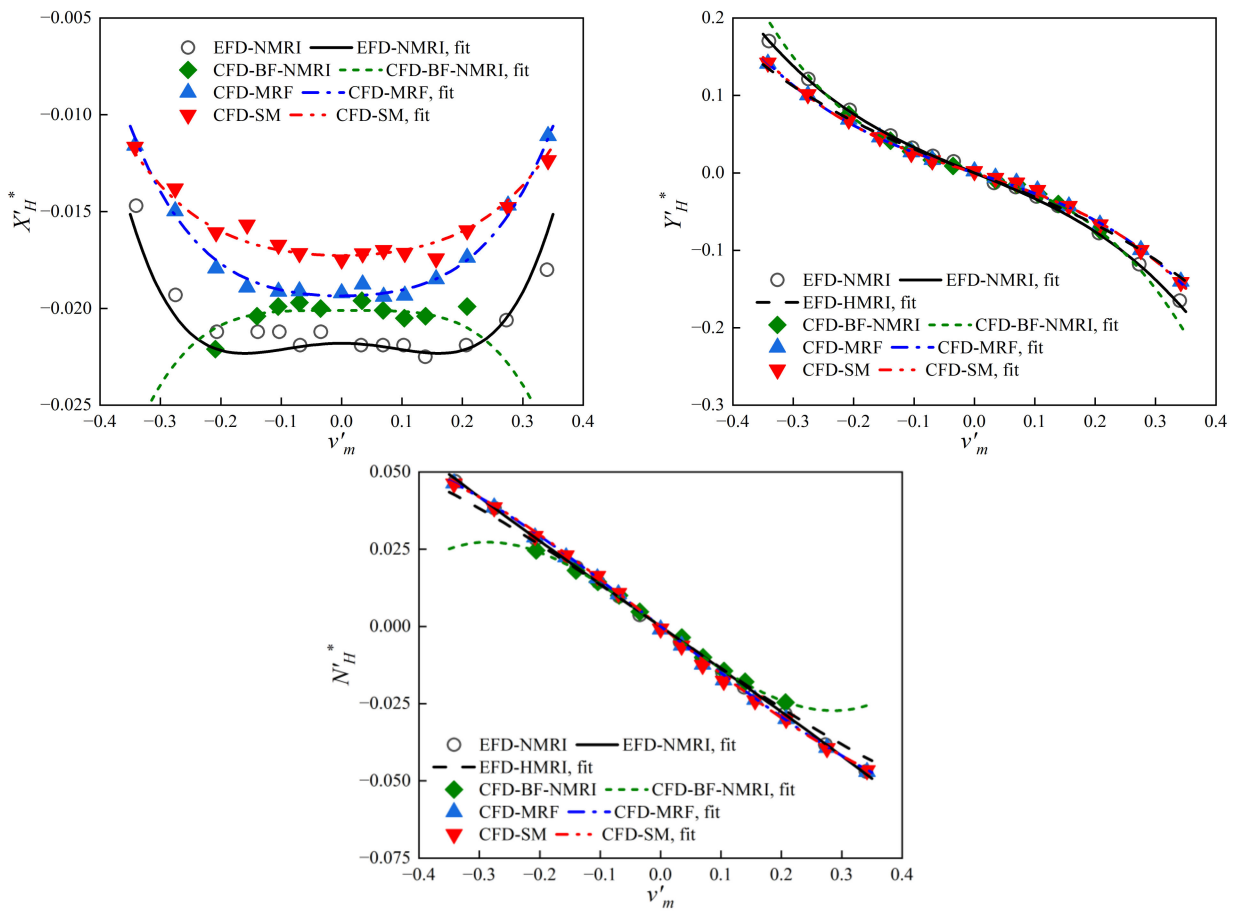 −0.005
EFD-NMRI EFD-NMRI, fit
CFD-BF-NMRI CFD-BF-NMRI, fit
CFD-MRF CFD-MRF, fit
CFD-SM CFD-SM, fit
−0.010
−0.015
−0.020
−0.025
X′H*
−0.4 −0.3 −0.2 −0.1 0.0 0.1 0.2 0.3 0.4
v′m
0.2
0.1
0.0
−0.1
−0.2
−0.3
Y′H*
EFD-NMRI EFD-NMRI, fit
EFD-HMRI, fit
CFD-BF-NMRI CFD-BF-NMRI, fit
CFD-MRF CFD-MRF, fit
CFD-SM CFD-SM, fit
−0.4 −0.3 −0.2 −0.1 0.0 0.1 0.2 0.3 0.4
v′m
0.050
0.025
0.000
−0.025
−0.050
−0.075
N′H*
EFD-NMRI EFD-NMRI, fit
EFD-HMRI, fit
CFD-BF-NMRI CFD-BF-NMRI, fit
CFD-MRF CFD-MRF, fit
CFD-SM CFD-SM, fit
−0.4 −0.3 −0.2 −0.1 0.0 0.1 0.2 0.3 0.4
v′m